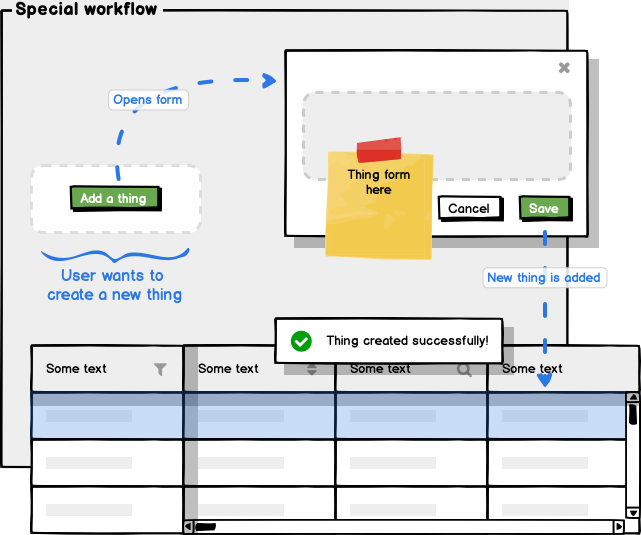 Special workflow
Opens form
Add a thing
User wants to
create a new thing
Thing form
here
Cancel
Save
New thing is added
Thing created successfully!
Some text
Some text
Some text
Some text